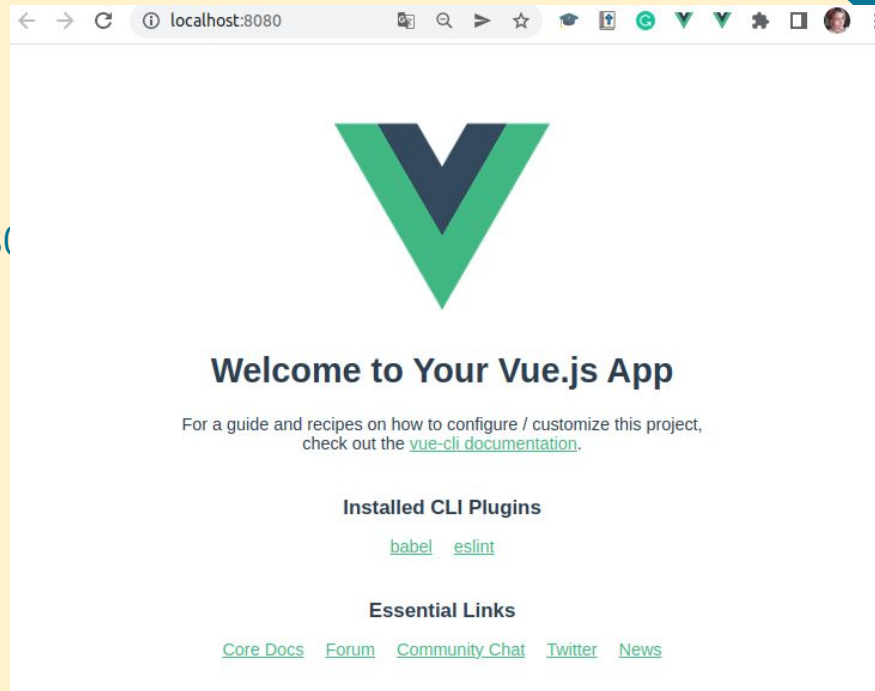 localhost:8080
Welcome to Your Vue.js App
For a guide and recipes on how to configure / customize this project,
check out the vue-cli documentation.
Installed CLI Plugins
babel eslint
Essential Links
Core Docs Forum Community Chat Twitter News